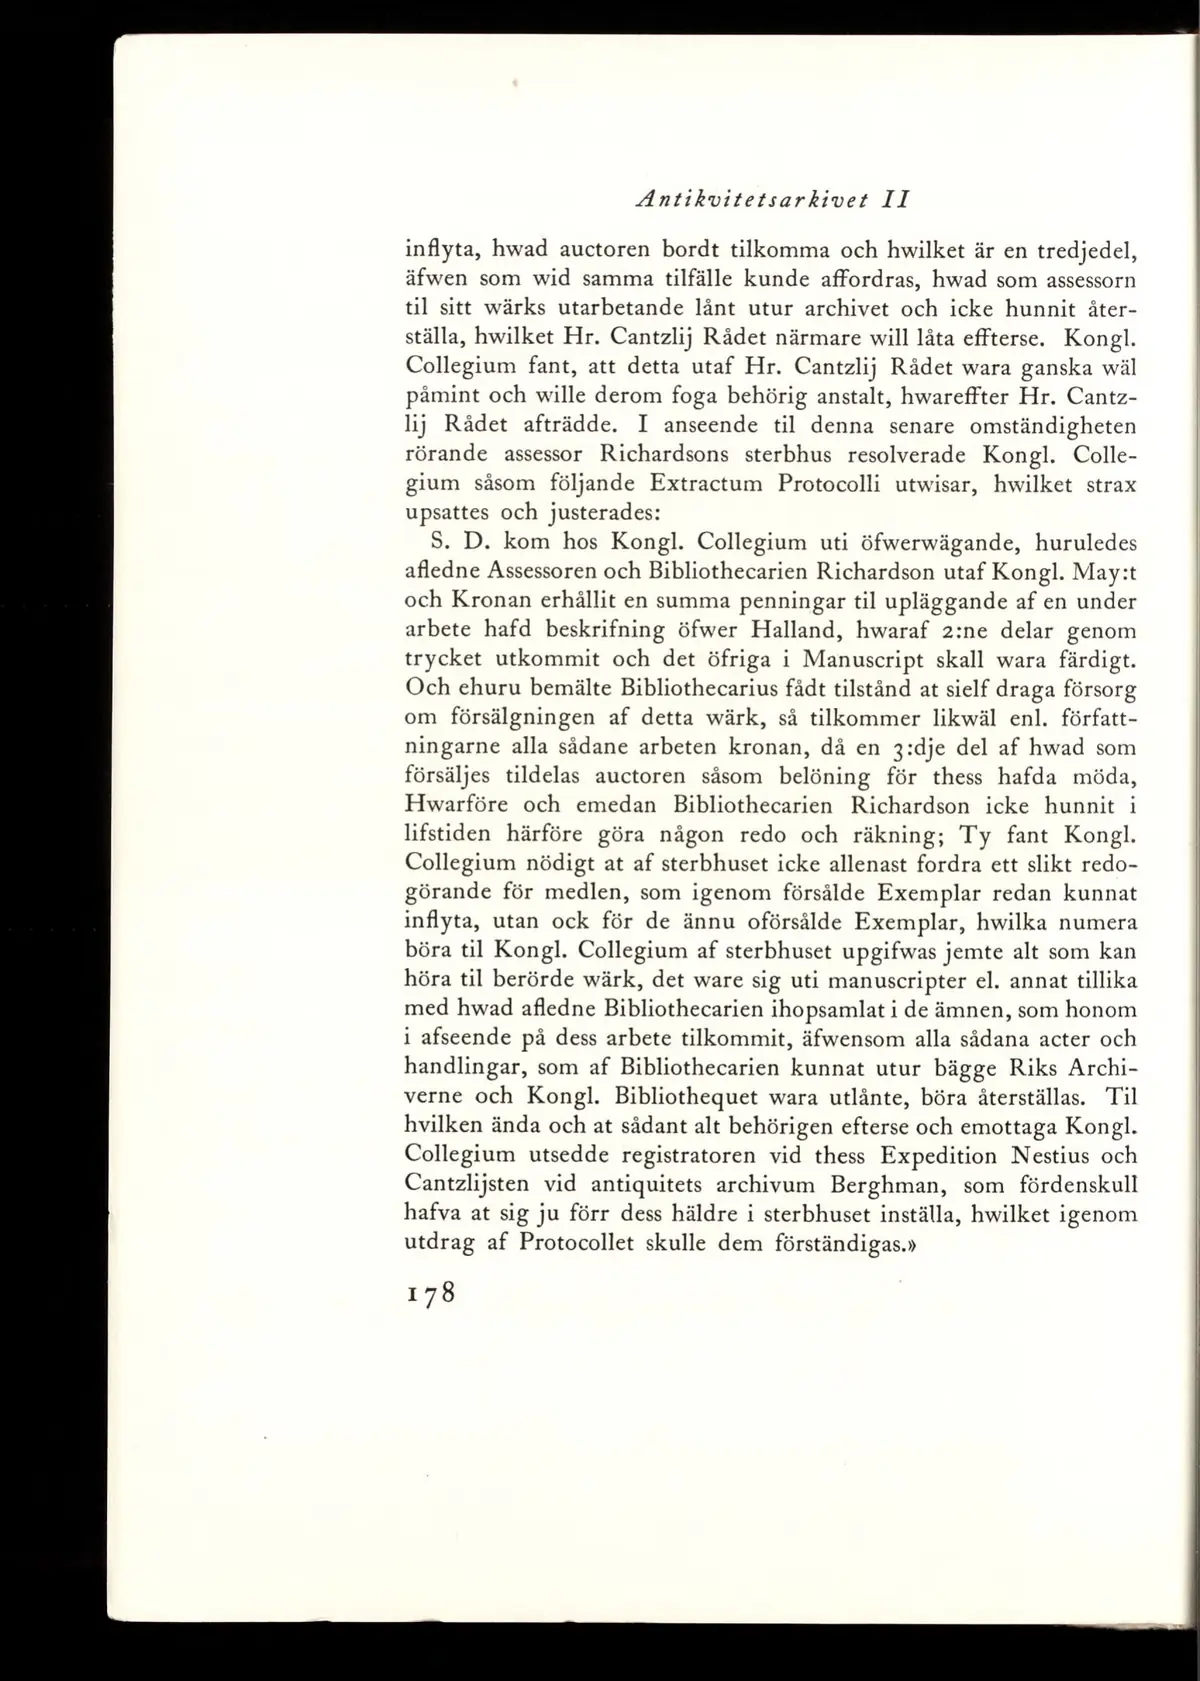 Antikvitetsarkivet II
inflyta, hwad auctoren bordt tilkomma och hwilket är en tredjedel,
äfwen som wid samma tilfälle kunde affordras, hwad som assessorn
til sitt wärks utarbetande lånt utur archivet och icke hunnit åter-
ställa, hwilket Hr. Cantzlij Rådet närmare will låta effterse. Kongl.
Collegium fant, att detta utaf Hr. Cantzlij Rådet wara ganska wäl
påmint och wille derom foga behörig anstalt, hwareffter Hr. Cantz-
lij Rådet afträdde. I anseende til denna senare omständigheten
rörande assessor Richardsons sterbhus resolverade Kongl. Colle-
gium såsom följande Extractum Protocolli utwisar, hwilket strax
upsattes och justerades:
S. D. kom hos Kongl. Collegium uti öfwerwägande, huruledes
afledne Assessoren och Bibliothecarien Richardson utaf Kongl. May:t
och Kronan erhållit en summa penningar til upläggande af en under
arbete hafd beskrifning öfwer Halland, hwaraf 2:ne delar genom
trycket utkommit och det öfriga i Manuscript skall wara färdigt.
Och ehuru bemälte Bibliothecarius fådt tilstånd at sielf draga försorg
om försälgningen af detta wärk, så tilkommer likwäl enl. författ-
ningarne alla sådane arbeten kronan, då en 3:dje del af hwad som
försäljes tildelas auctoren såsom belöning för thess hafda möda,
Hwarföre och emedan Bibliothecarien Richardson icke hunnit i
lifstiden härföre göra någon redo och räkning; Ty fant Kongl.
Collegium nödigt at af sterbhuset icke allenast fordra ett slikt redo-
görande för medlen, som igenom försålde Exemplar redan kunnat
inflyta, utan ock för de ännu oförsålde Exemplar, hwilka numera
böra til Kongl. Collegium af sterbhuset upgifwas jemte alt som kan
höra til berörde wärk, det ware sig uti manuscripter el. annat tillika
med hwad afledne Bibliothecarien ihopsamlat i de ämnen, som honom
i afseende på dess arbete tilkommit, äfwensom alla sådana acter och
handlingar, som af Bibliothecarien kunnat utur bägge Riks Archi-
verne och Kongl. Bibliothequet wara utlånte, böra återställas. Til
hvilken ända och at sådant alt behörigen efterse och emottaga Kongl.
Collegium utsedde registratoren vid thess Expedition Nestius och
Cantzlijsten vid antiquitets archivum Berghman, som fördenskull
hafva at sig ju förr dess häldre i sterbhuset inställa, hwilket igenom
utdrag af Protocollet skulle dem förständigas.»
178